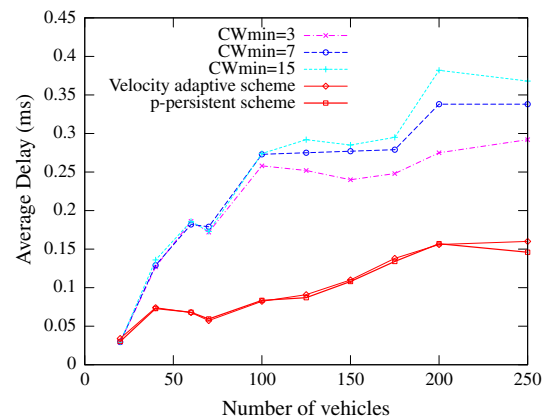 0.45
0.4
0.35
0.3
0.25
0.2
0.15
0.1
0.05
0
Average Delay (ms)
CWmin=3
CWmin=7
CWmin=15
Velocity adaptive scheme
p-persistent scheme
0 50 100 150 200 250
Number of vehicles